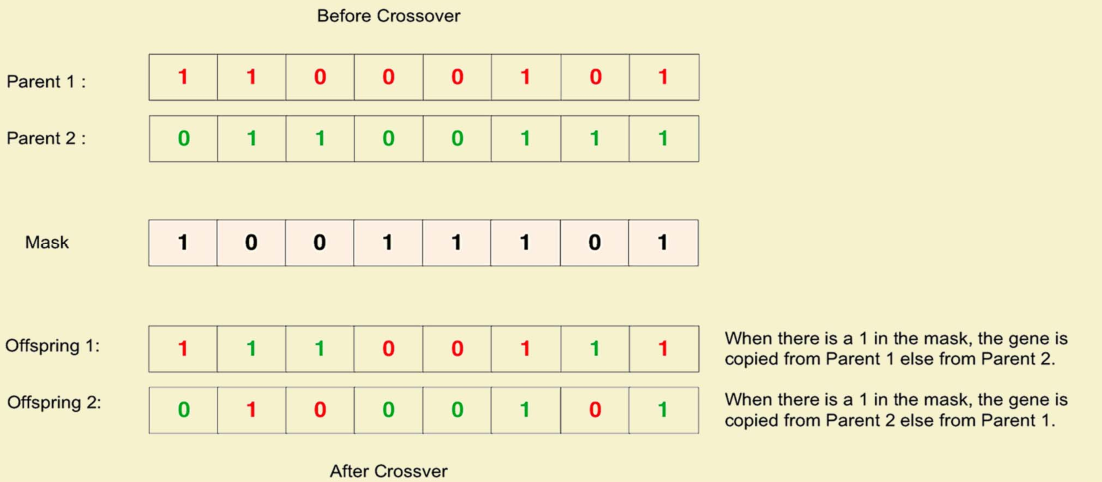 Before Crossover
Parent 1 : 1 1 0 0 0 1 0 1
Parent 2 : 0 1 1 0 0 1 1 1
Mask 1 0 0 1 1 1 0 1
Offspring 1: 1 1 1 0 0 1 1 1
When there is a 1 in the mask, the gene is
copied from Parent 1 else from Parent 2.
Offspring 2: 0 1 0 0 0 1 0 1
When there is a 1 in the mask, the gene is
copied from Parent 2 else from Parent 1.
After Crossver